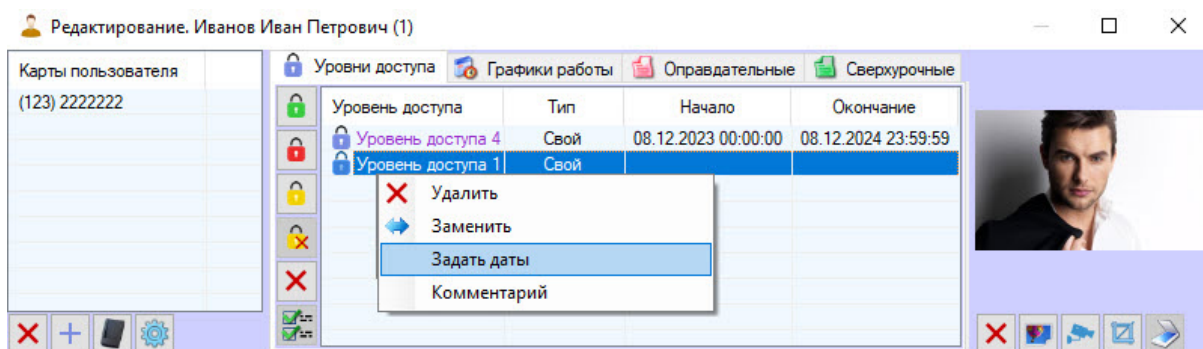 Редактирование. Иванов Иван Петрович (1)
Карты пользователя
(123) 2222222
Уровни доступа Графики работы Оправдательные Сверхурочные
Уровень доступа Тип Начало Окончание
Уровень доступа 4 Свой 08.12.2023 00:00:00 08.12.2024 23:59:59
Уровень доступа 1 Свой
Удалить
Заменить
Задать даты
Комментарий